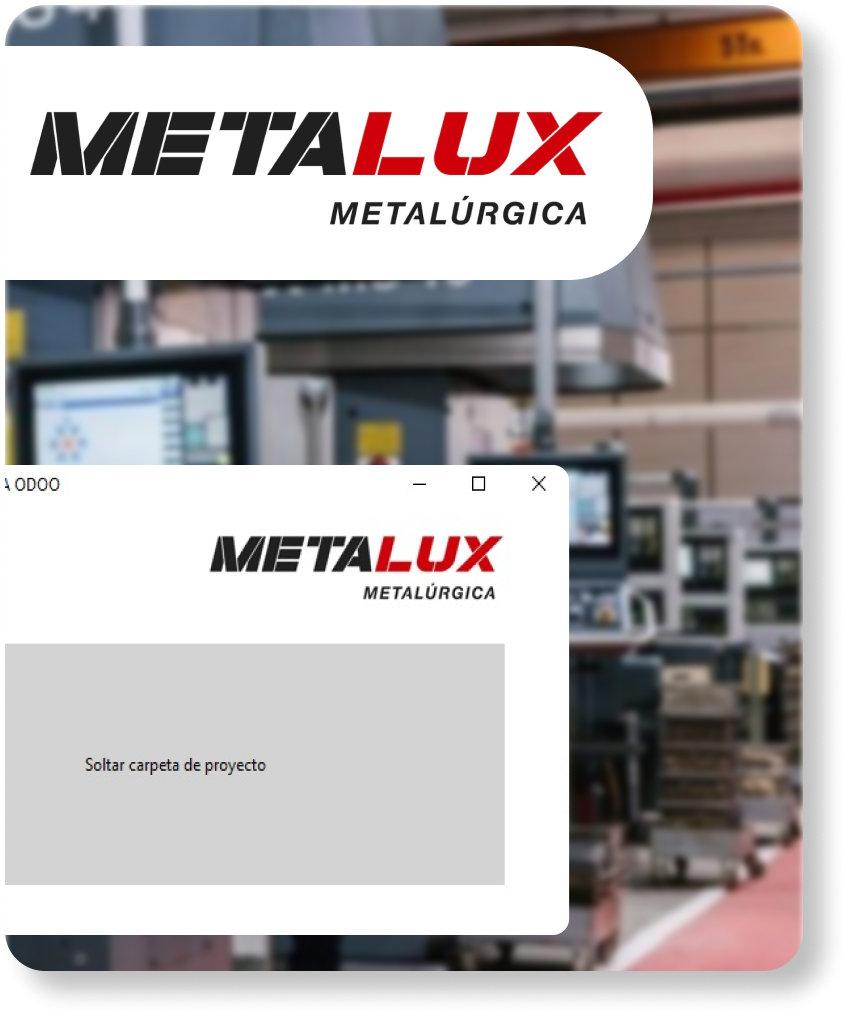 METALUX
METALÚRGICA
A ODOO
METALUX
METALÚRGICA
Soltar carpeta de proyecto